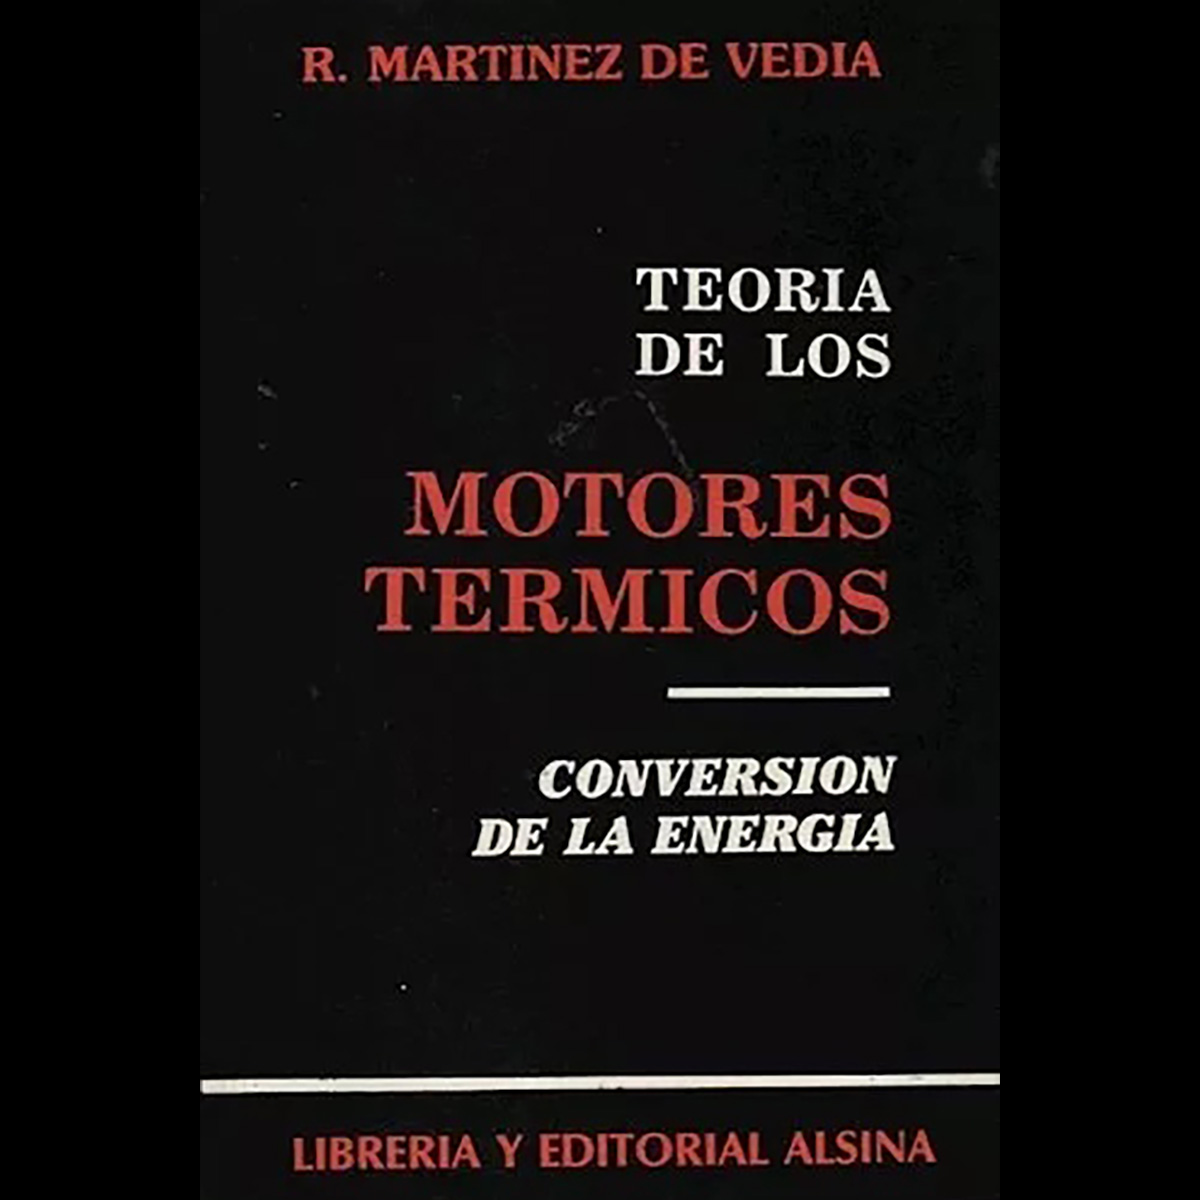 R. MARTINEZ DE VEDIA
TEORIA
DE LOS
MOTORES
TERMICOS
CONVERSION
DE LA ENERGIA
LIBRERIA Y EDITORIAL ALSINA